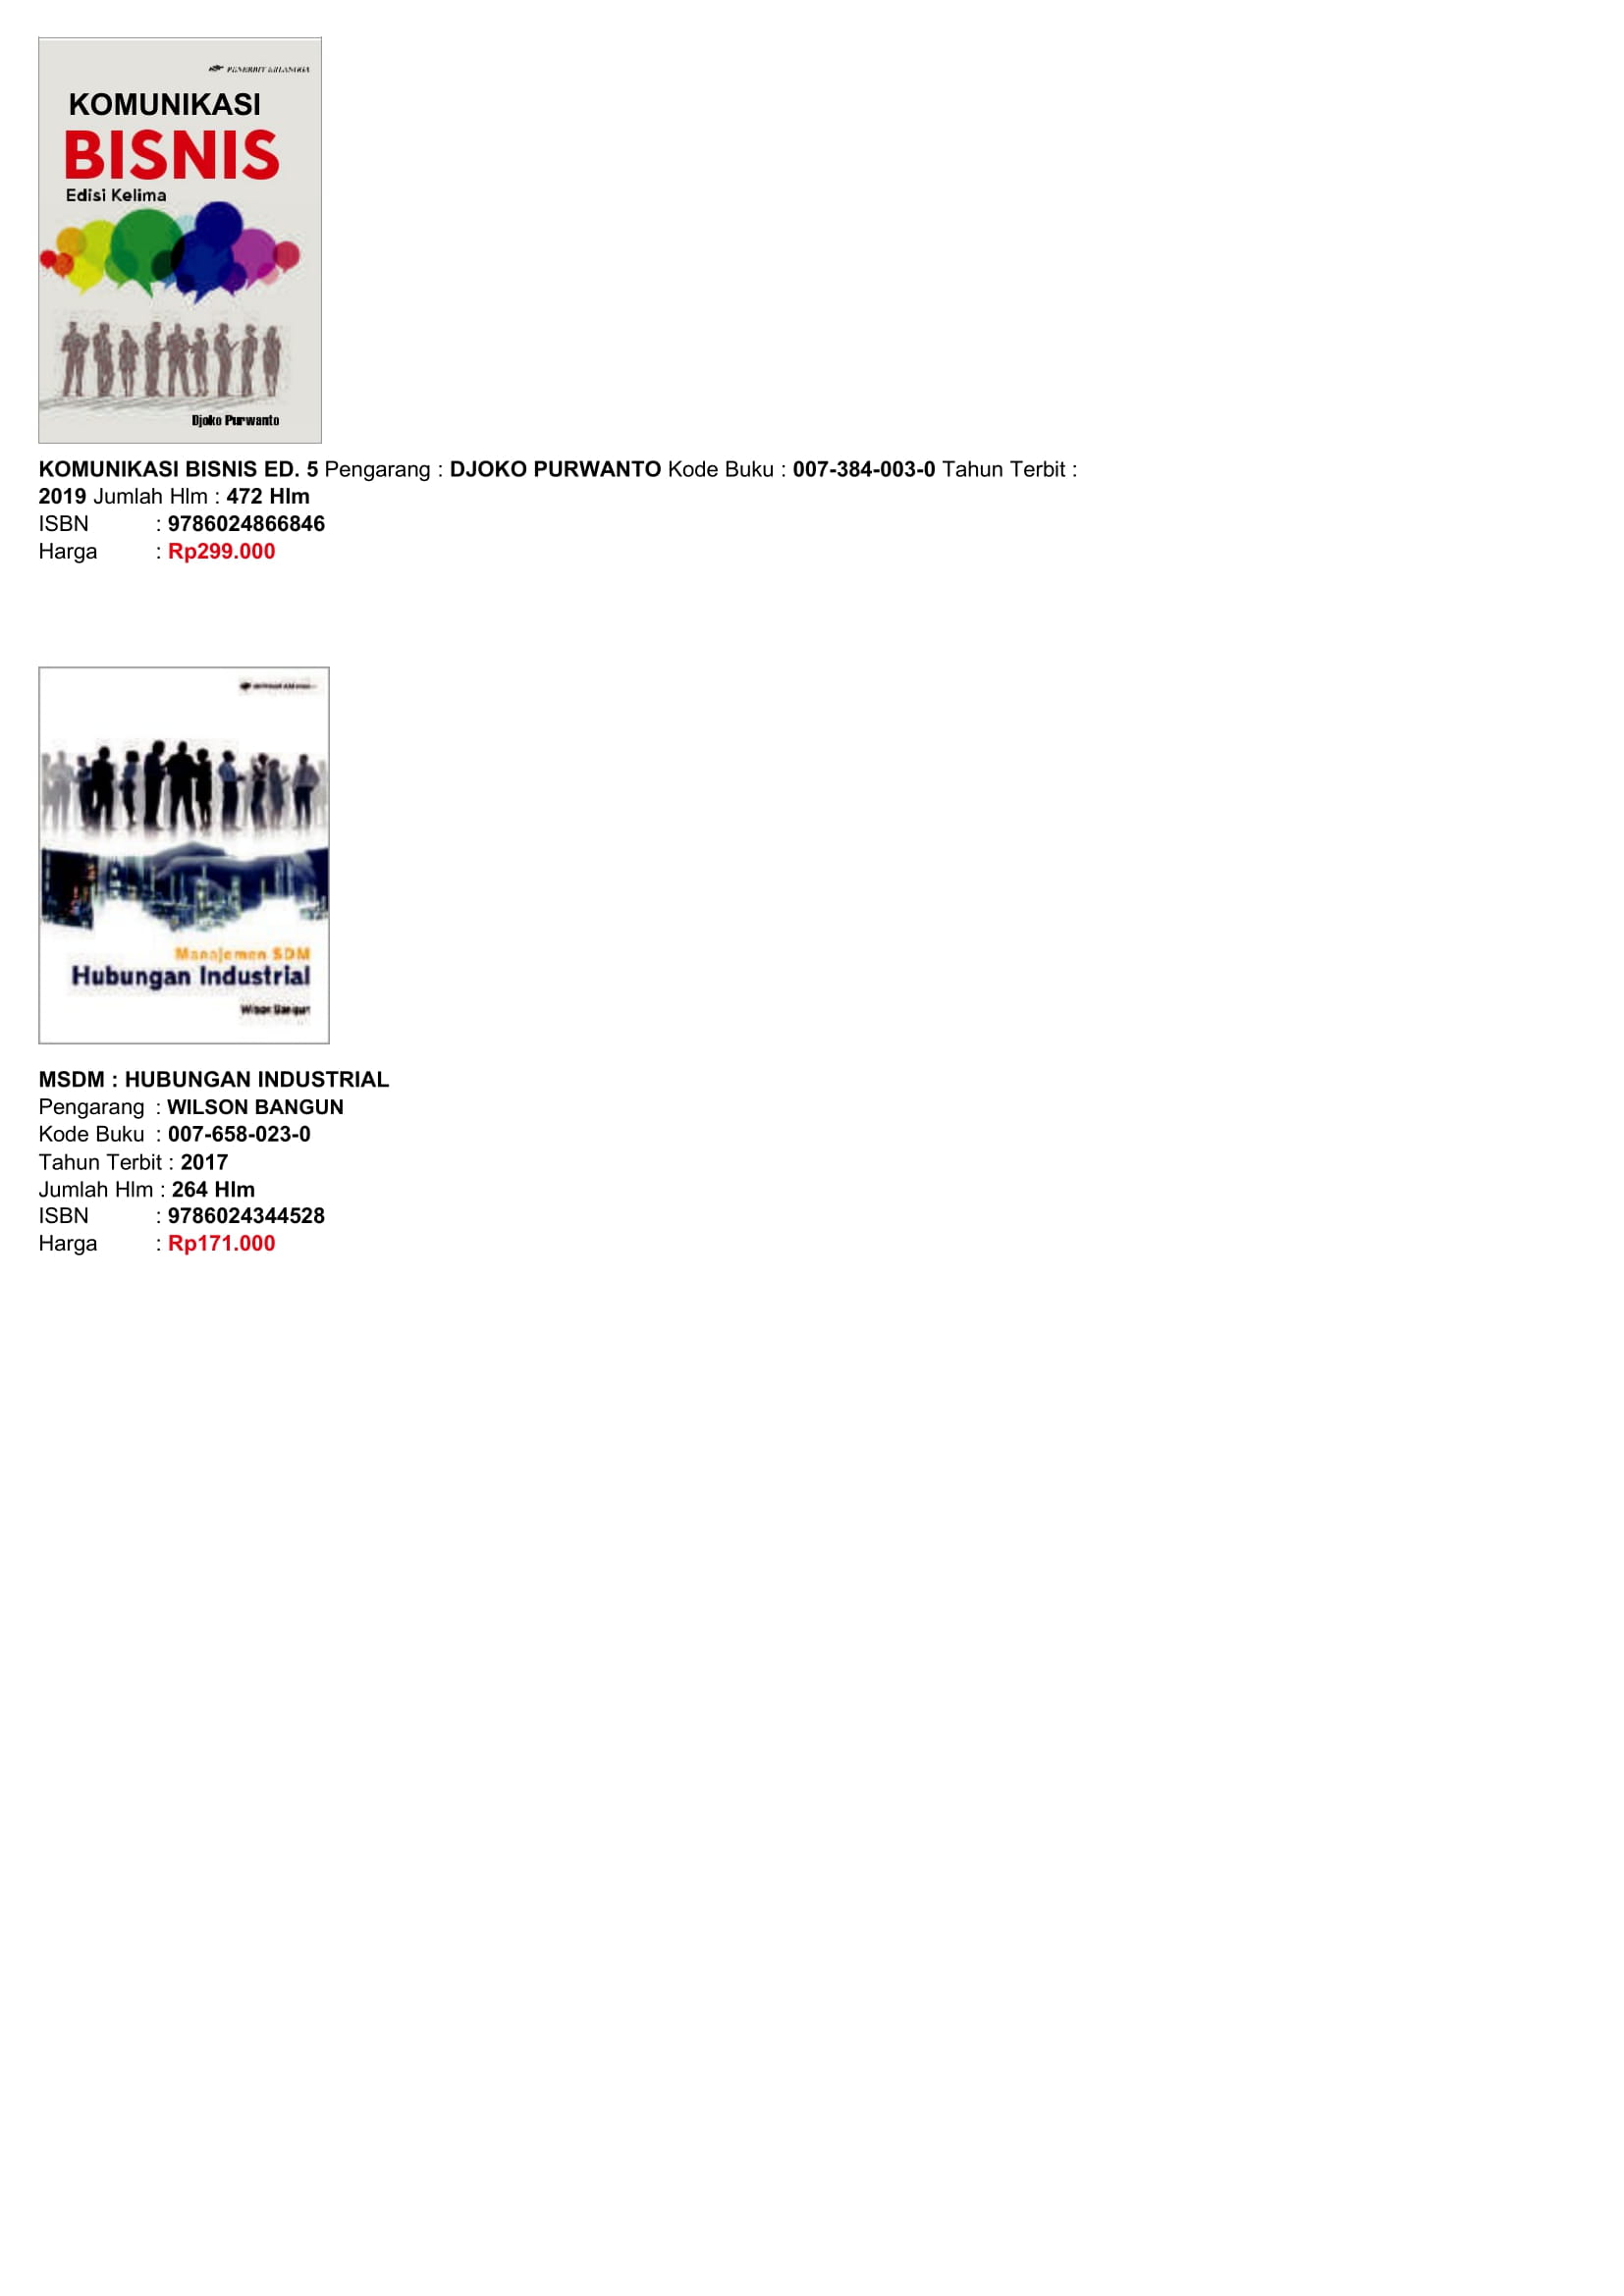 PENERBIT ERLANGGA
KOMUNIKASI
BISNIS
Edisi Kelima
Djoko Purwanto
KOMUNIKASI BISNIS ED. 5 Pengarang : DJOKO PURWANTO Kode Buku : 007-384-003-0 Tahun Terbit :
2019 Jumlah Hlm : 472 Hlm
ISBN : 9786024866846
Harga : Rp299.000
Manajemen SDM
Hubungan Industrial
Wilson Bangun
MSDM : HUBUNGAN INDUSTRIAL
Pengarang : WILSON BANGUN
Kode Buku : 007-658-023-0
Tahun Terbit : 2017
Jumlah Hlm : 264 Hlm
ISBN : 9786024344528
Harga : Rp171.000